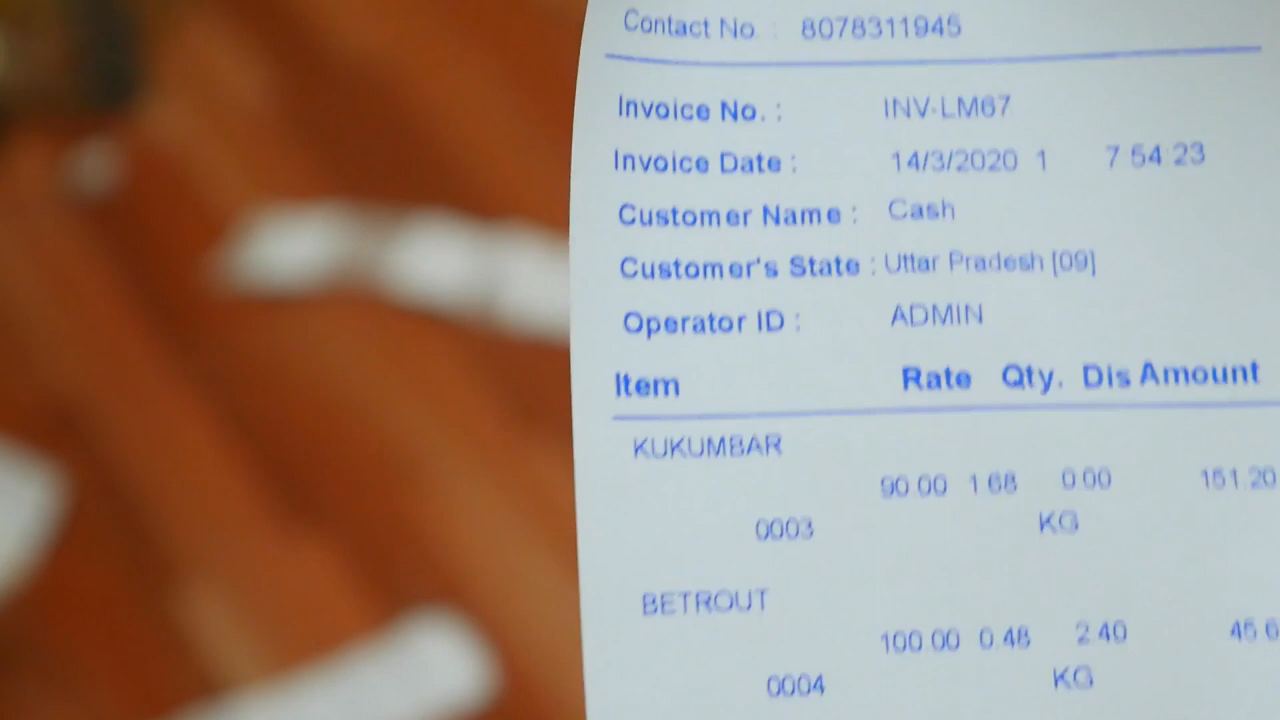 Contact No. : 8078311945
Invoice No. : INV-LM67
Invoice Date : 14/3/2020 1 7 54 23
Customer Name : Cash
Customer's State : Uttar Pradesh [09]
Operator ID : ADMIN
Item Rate Qty. Dis Amount
KUKUMBAR
90.00 1.68 0.00 151.20
0003 KG
BETROUT
100.00 0.48 2.40 45.6
0004 KG